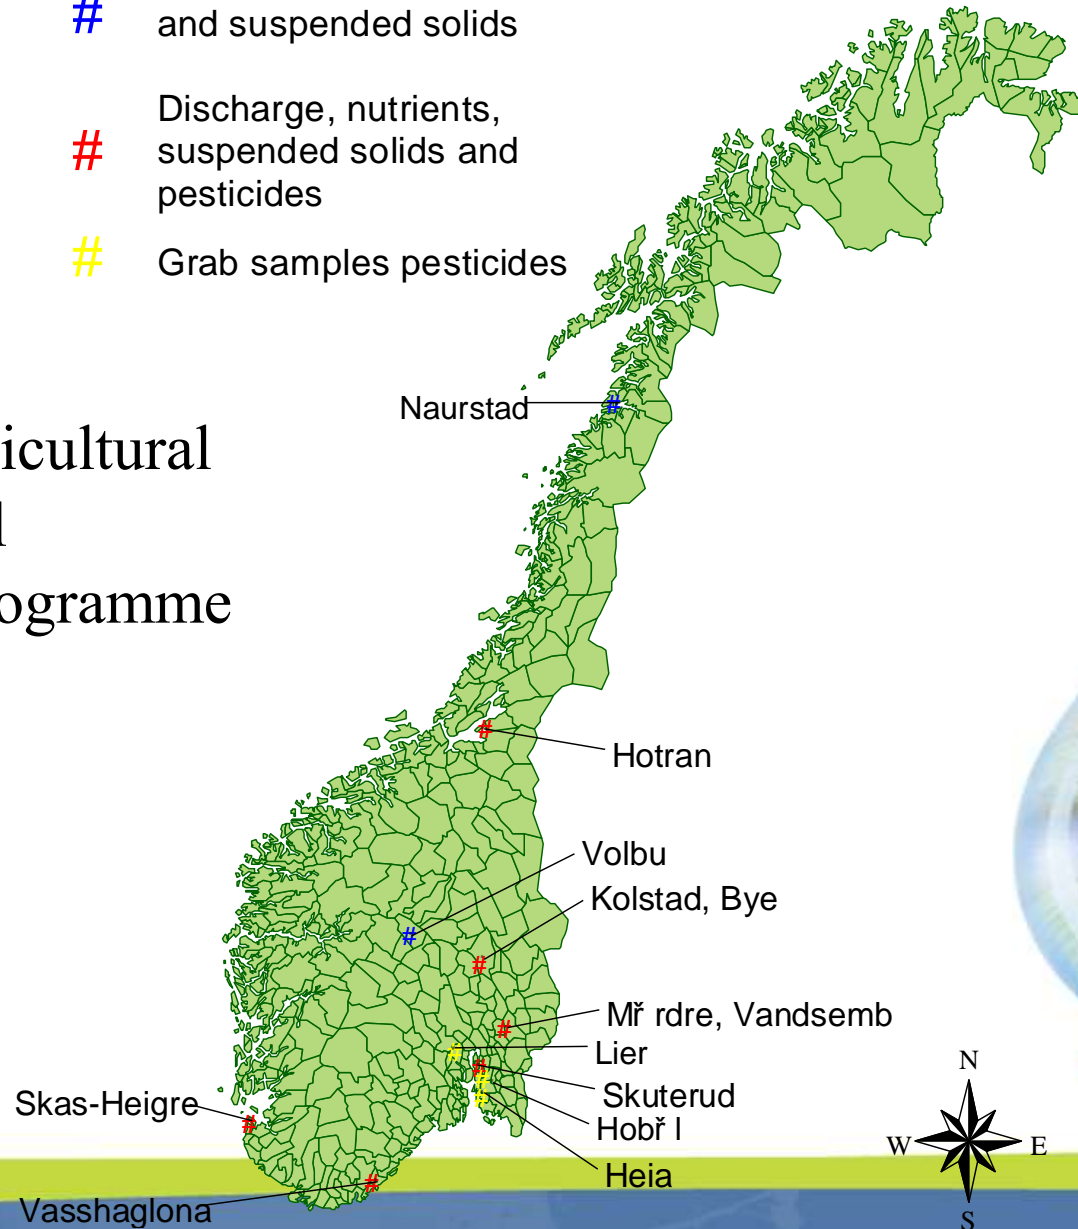 # and suspended solids
Discharge, nutrients,
# suspended solids and
pesticides
# Grab samples pesticides
Naurstad #
icultural
l
ogramme
#
Hotran
Volbu
Kolstad, Bye
#
#
Mř rdre, Vandsemb
#
Lier
#
#
Skuterud
#
Hobř l
#
Heia
Skas-Heigre
#
Vasshaglona
#
N
W E
S